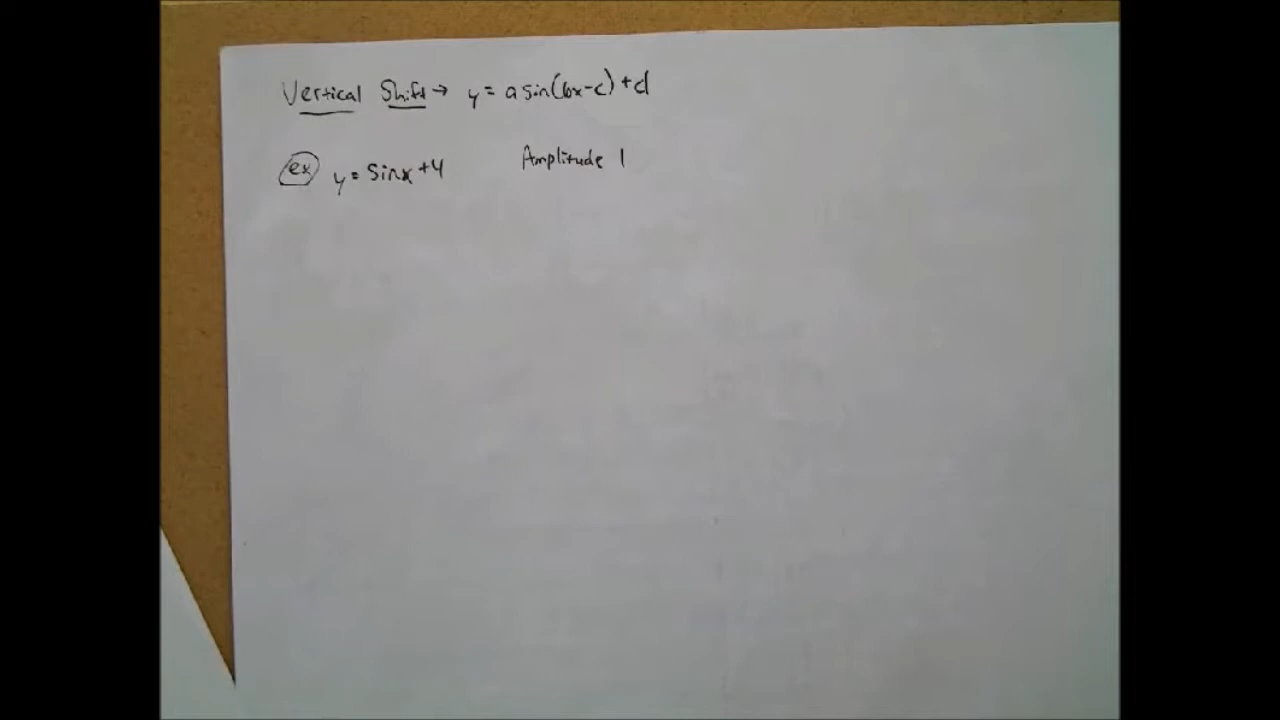 Vertical Shift → y = a sin(bx-c) + d
ex y = sinx + 4 Amplitude 1